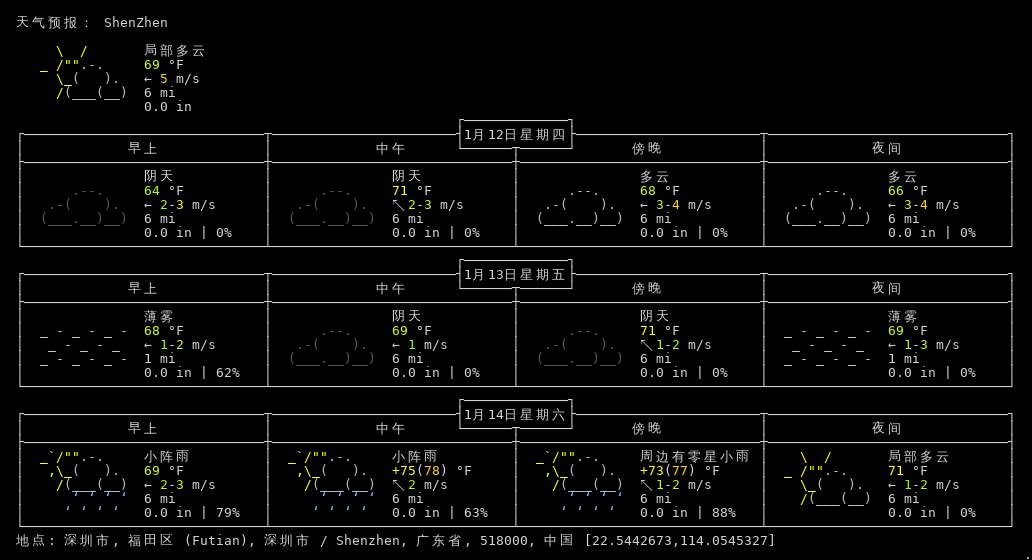 天气预报： ShenZhen
局部多云
69 °F
← 5 m/s
6 mi
0.0 in
1月12日星期四
早上 中午 傍晚 夜间
阴天 阴天 多云 多云
64 °F 71 °F 68 °F 66 °F
← 2-3 m/s ↖ 2-3 m/s ← 3-4 m/s ← 3-4 m/s
6 mi 6 mi 6 mi 6 mi
0.0 in | 0% 0.0 in | 0% 0.0 in | 0% 0.0 in | 0%
1月13日星期五
早上 中午 傍晚 夜间
薄雾 阴天 阴天 薄雾
68 °F 69 °F 71 °F 69 °F
← 1-2 m/s ← 1 m/s ↖ 1-2 m/s ← 1-3 m/s
1 mi 6 mi 6 mi 1 mi
0.0 in | 62% 0.0 in | 0% 0.0 in | 0% 0.0 in | 0%
1月14日星期六
早上 中午 傍晚 夜间
小阵雨 小阵雨 周边有零星小雨 局部多云
69 °F +75(78) °F +73(77) °F 71 °F
← 2-3 m/s ↖ 2 m/s ↖ 1-2 m/s ← 1-2 m/s
6 mi 6 mi 6 mi 6 mi
0.0 in | 79% 0.0 in | 63% 0.0 in | 88% 0.0 in | 0%
地点: 深圳市, 福田区 (Futian), 深圳市 / Shenzhen, 广东省, 518000, 中国 [22.5442673,114.0545327]